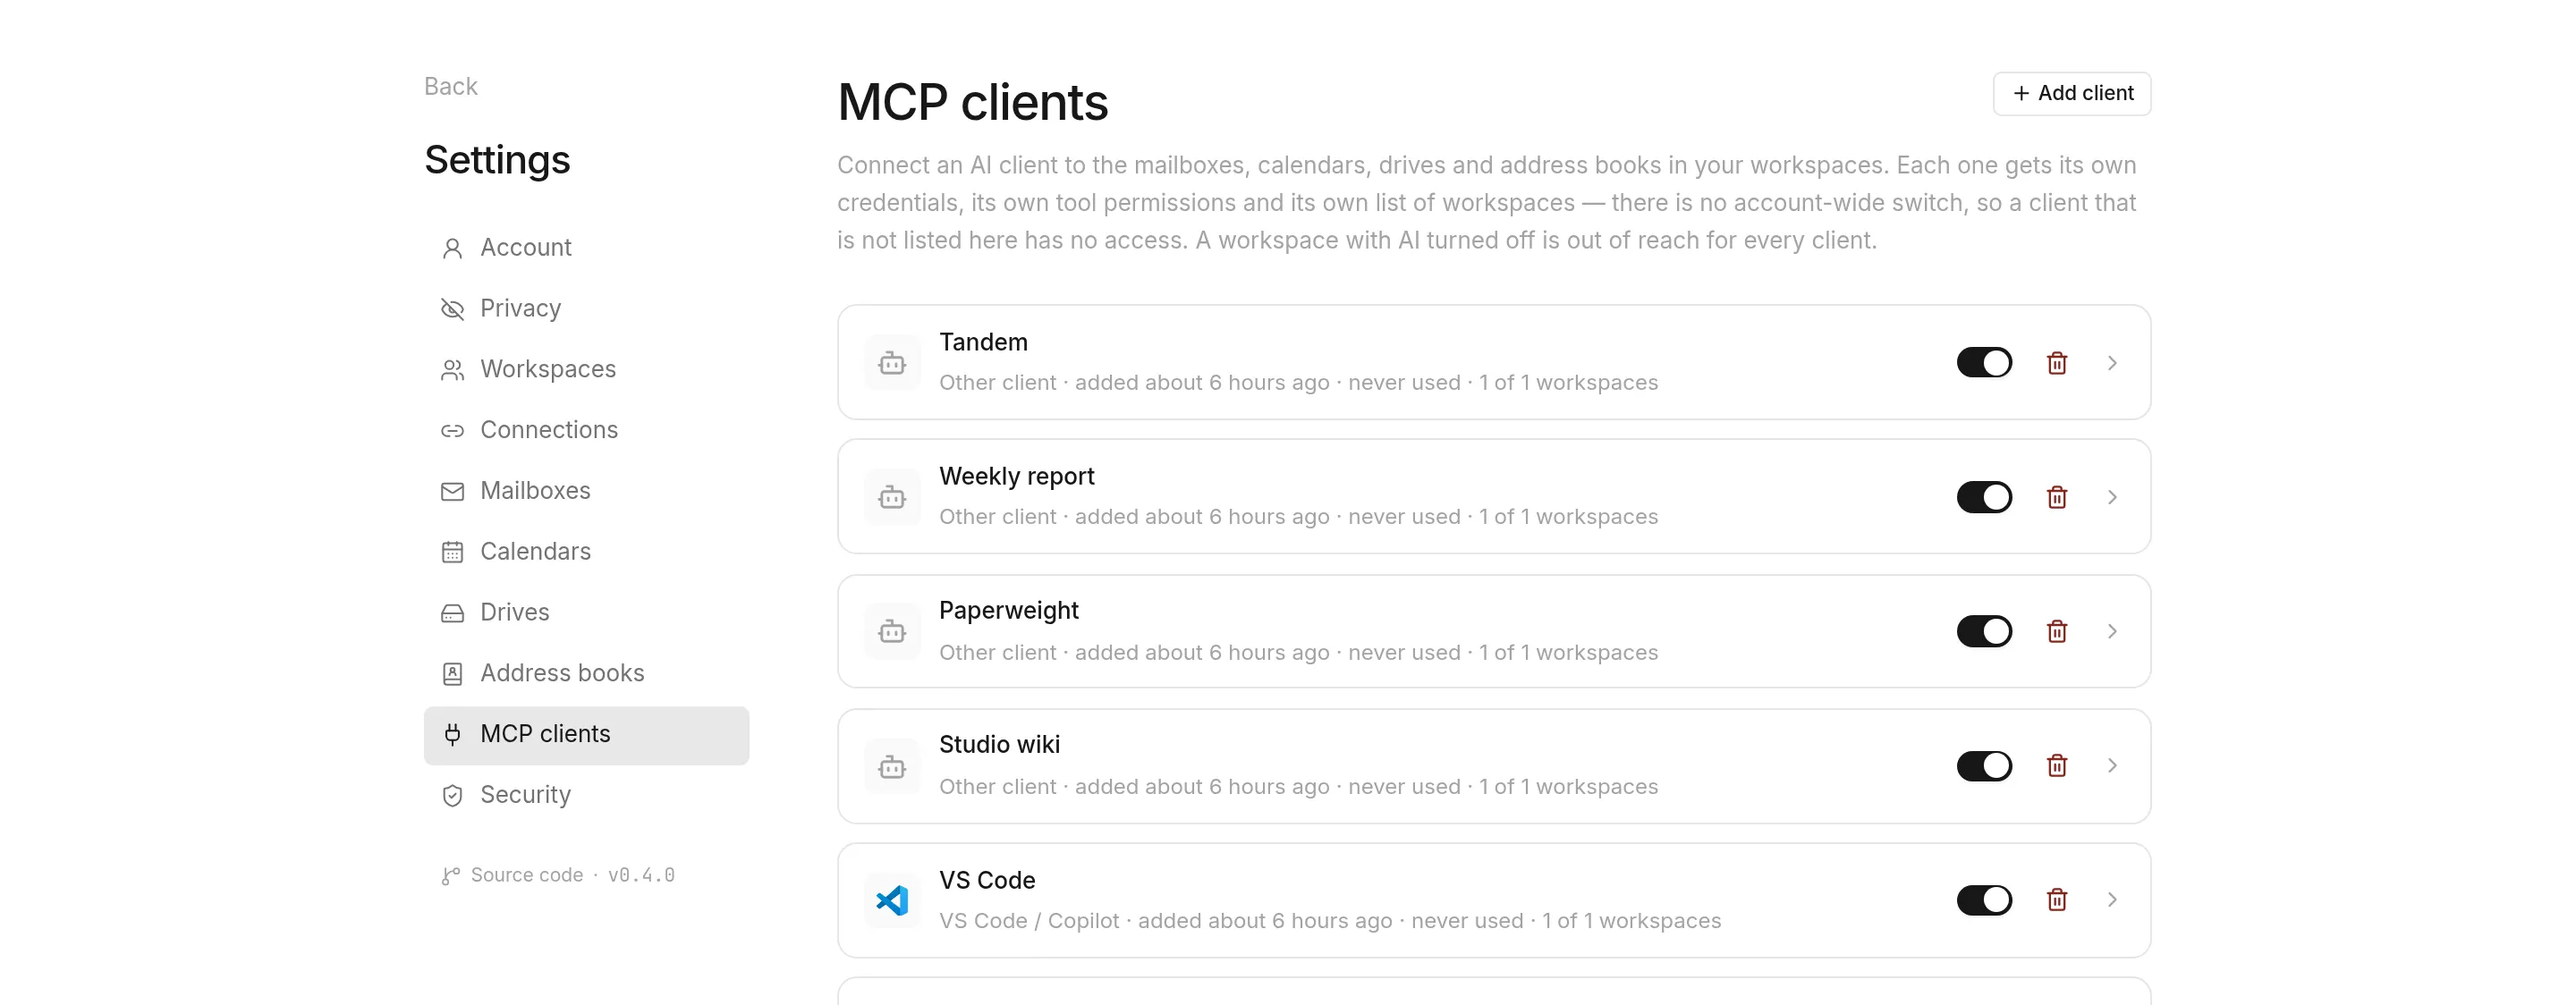 Back
Settings
Account
Privacy
Workspaces
Connections
Mailboxes
Calendars
Drives
Address books
MCP clients
Security
Source code · v0.4.0
MCP clients
+ Add client
Connect an AI client to the mailboxes, calendars, drives and address books in your workspaces. Each one gets its own
credentials, its own tool permissions and its own list of workspaces — there is no account-wide switch, so a client that
is not listed here has no access. A workspace with AI turned off is out of reach for every client.
Tandem
Other client · added about 6 hours ago · never used · 1 of 1 workspaces
Weekly report
Other client · added about 6 hours ago · never used · 1 of 1 workspaces
Paperweight
Other client · added about 6 hours ago · never used · 1 of 1 workspaces
Studio wiki
Other client · added about 6 hours ago · never used · 1 of 1 workspaces
VS Code
VS Code / Copilot · added about 6 hours ago · never used · 1 of 1 workspaces